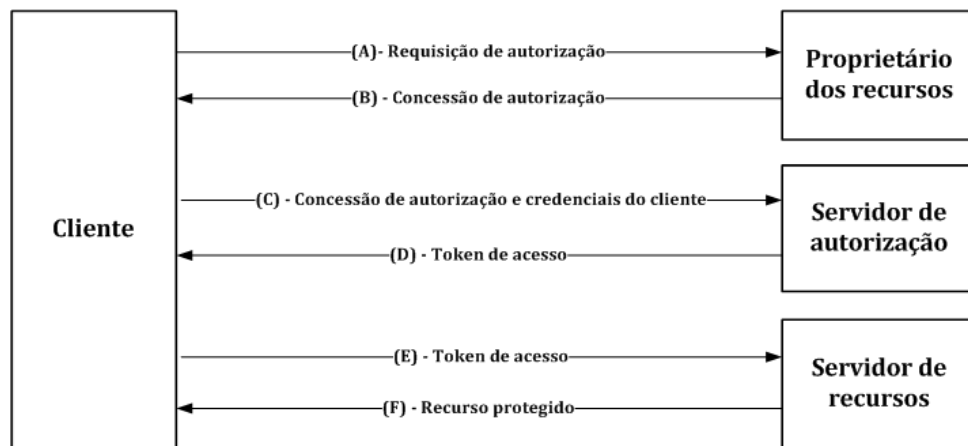 (A)- Requisição de autorização
Proprietário
dos recursos
(B) - Concessão de autorização
Cliente
(C) - Concessão de autorização e credenciais do cliente
Servidor de
autorização
(D) - Token de acesso
(E) - Token de acesso
Servidor de
recursos
(F) - Recurso protegido